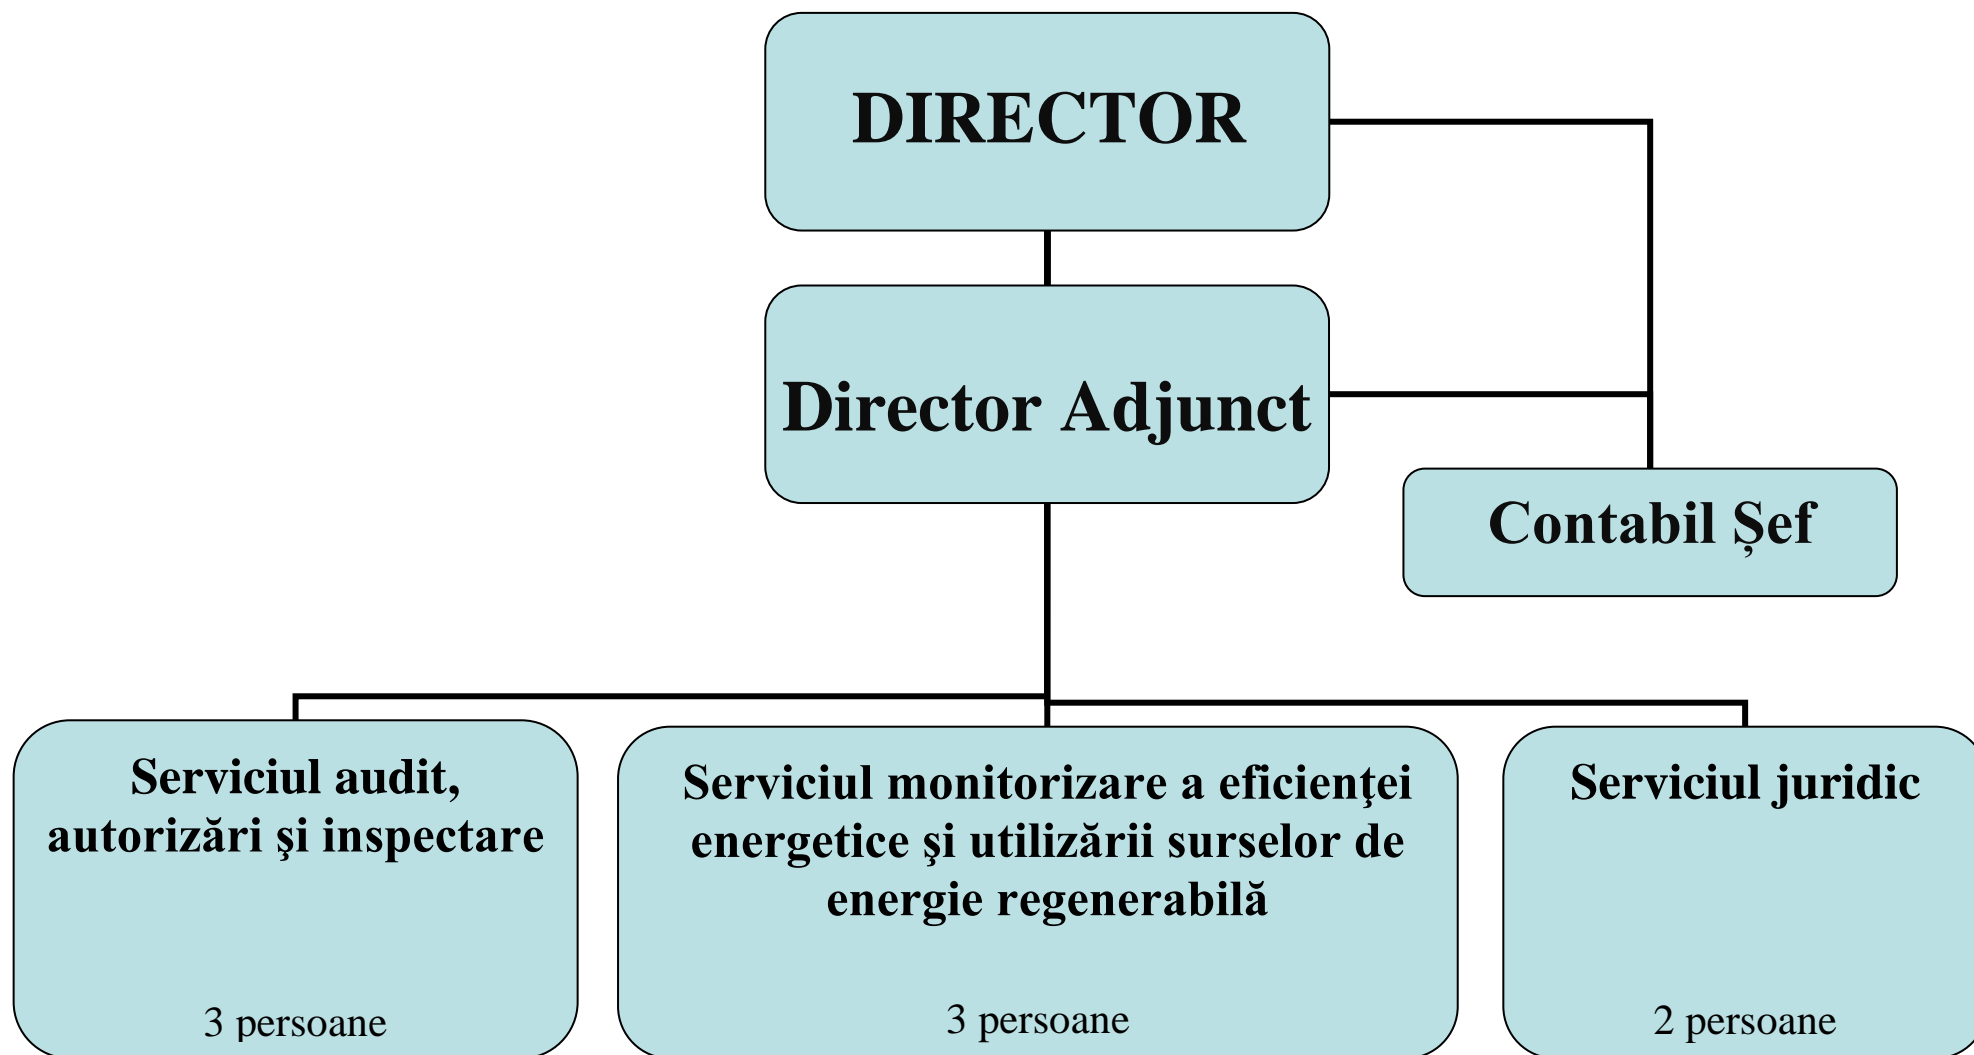 DIRECTOR
Director Adjunct
Contabil Șef
Serviciul audit,
autorizări şi inspectare
3 persoane
Serviciul monitorizare a eficienţei
energetice şi utilizării surselor de
energie regenerabilă
3 persoane
Serviciul juridic
2 persoane